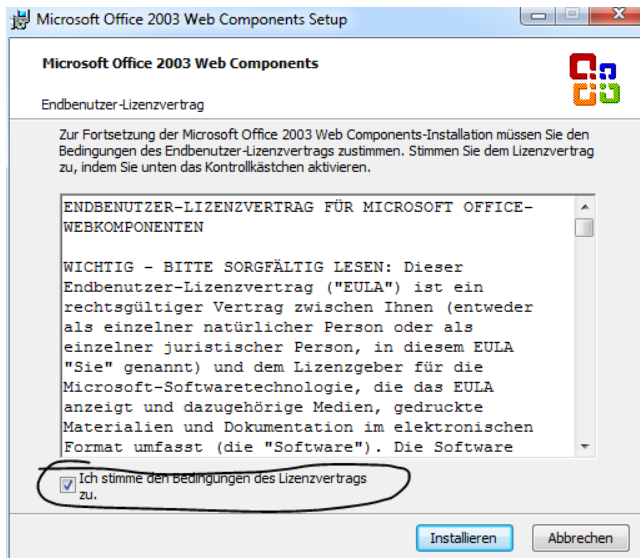 Microsoft Office 2003 Web Components Setup
Microsoft Office 2003 Web Components
Endbenutzer-Lizenzvertrag
Zur Fortsetzung der Microsoft Office 2003 Web Components-Installation müssen Sie den
Bedingungen des Endbenutzer-Lizenzvertrags zustimmen. Stimmen Sie dem Lizenzvertrag
zu, indem Sie unten das Kontrollkästchen aktivieren.
ENDBENUTZER-LIZENZVERTRAG FÜR MICROSOFT OFFICE-
WEBKOMPONENTEN
WICHTIG - BITTE SORGFÄLTIG LESEN: Dieser
Endbenutzer-Lizenzvertrag ("EULA") ist ein
rechtsgültiger Vertrag zwischen Ihnen (entweder
als einzelner natürlicher Person oder als
einzelner juristischer Person, in diesem EULA
"Sie" genannt) und dem Lizenzgeber für die
Microsoft-Softwaretechnologie, die das EULA
anzeigt und dazugehörige Medien, gedruckte
Materialien und Dokumentation im elektronischen
Format umfasst (die "Software"). Die Software
Ich stimme den Bedingungen des Lizenzvertrags
zu.
Installieren
Abbrechen